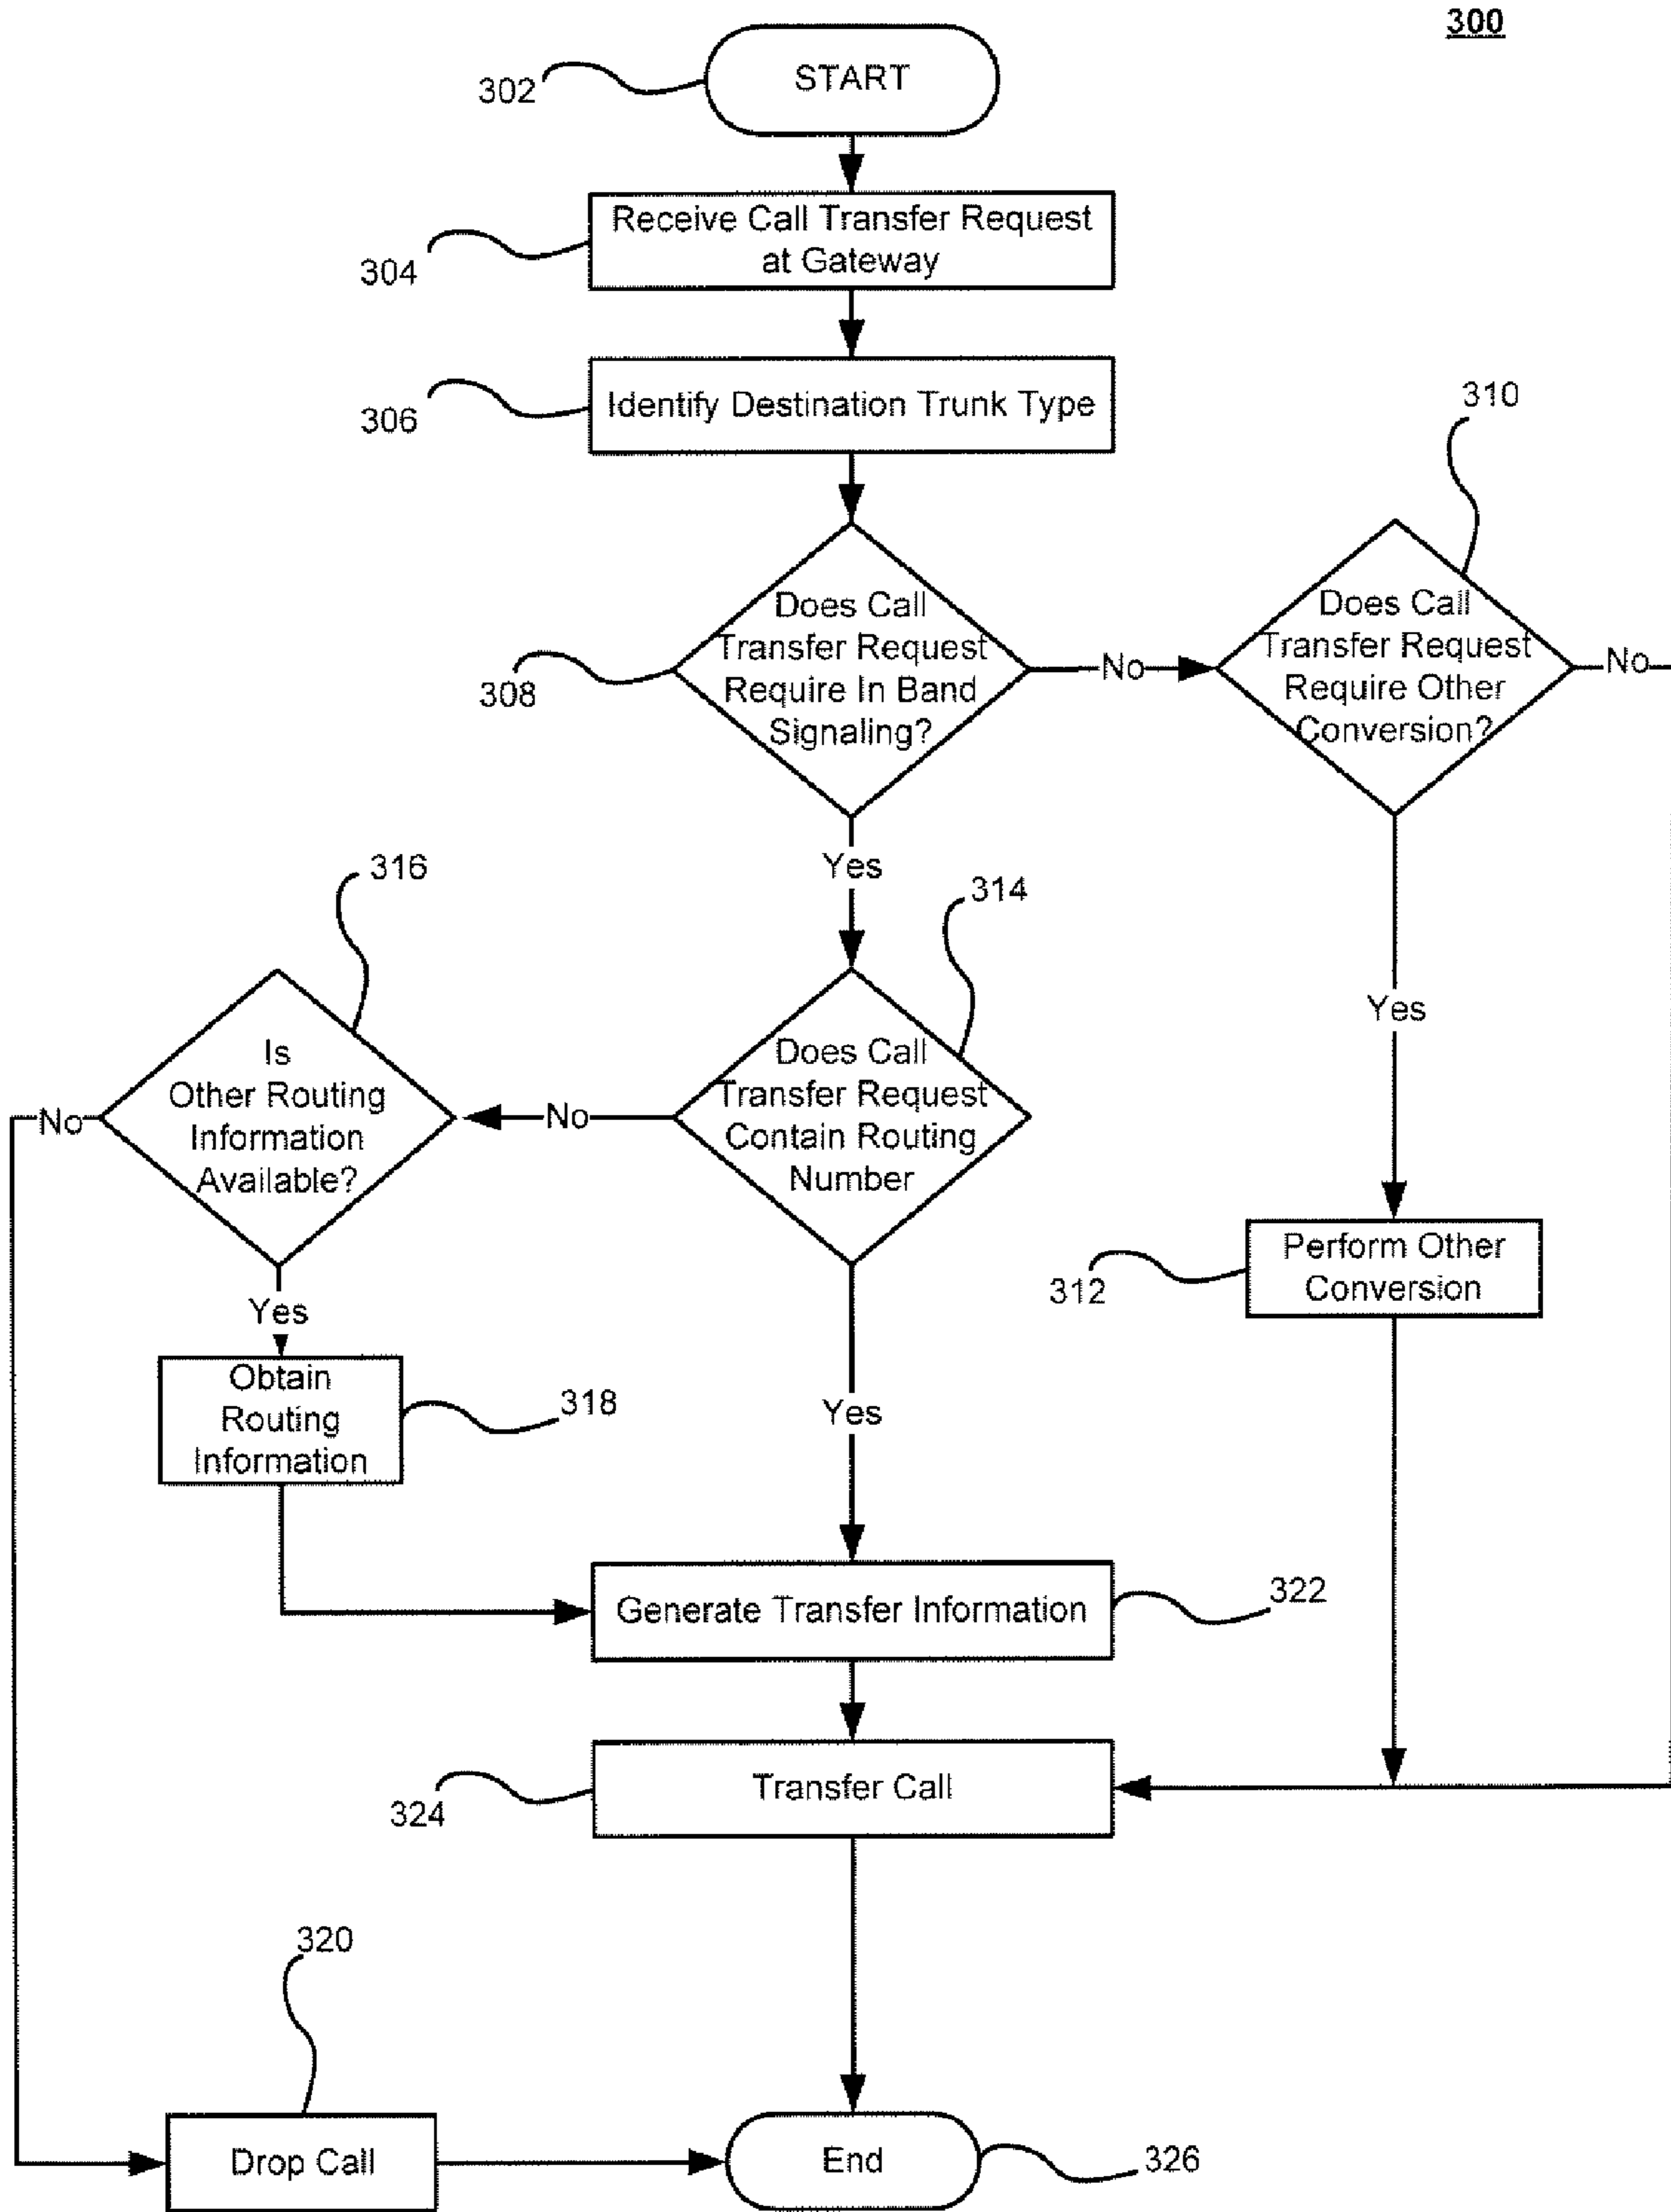 300
302
START
304
Receive Call Transfer Request
at Gateway
306
Identify Destination Trunk Type
310
308
Does Call
Transfer Request
Require In Band
Signaling?
No
Does Call
Transfer Request
Require Other
Conversion?
No
Yes
316
314
Yes
Is
Other Routing
Information
Available?
No
No
Does Call
Transfer Request
Contain Routing
Number
Yes
312
Perform Other
Conversion
Obtain
Routing
Information
318
Yes
Generate Transfer Information
322
324
Transfer Call
320
Drop Call
End
326